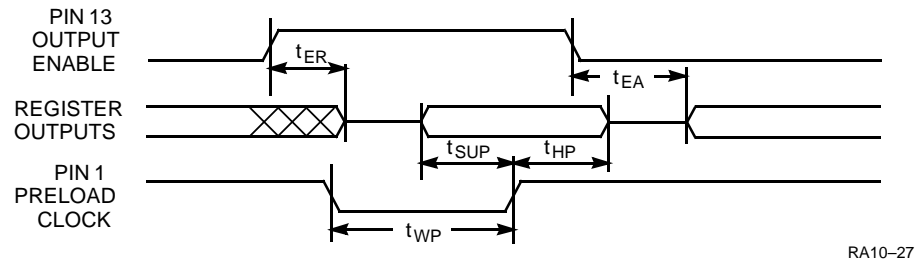 PIN 13
OUTPUT
ENABLE
tER
tEA
REGISTER
OUTPUTS
tSUP
tHP
PIN 1
PRELOAD
CLOCK
tWP
RA10–27